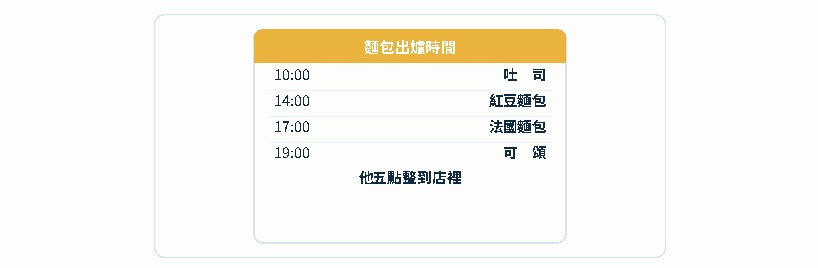 麵包出爐時間
10:00 吐 司
14:00 紅豆麵包
17:00 法國麵包
19:00 可 頌
他五點整到店裡